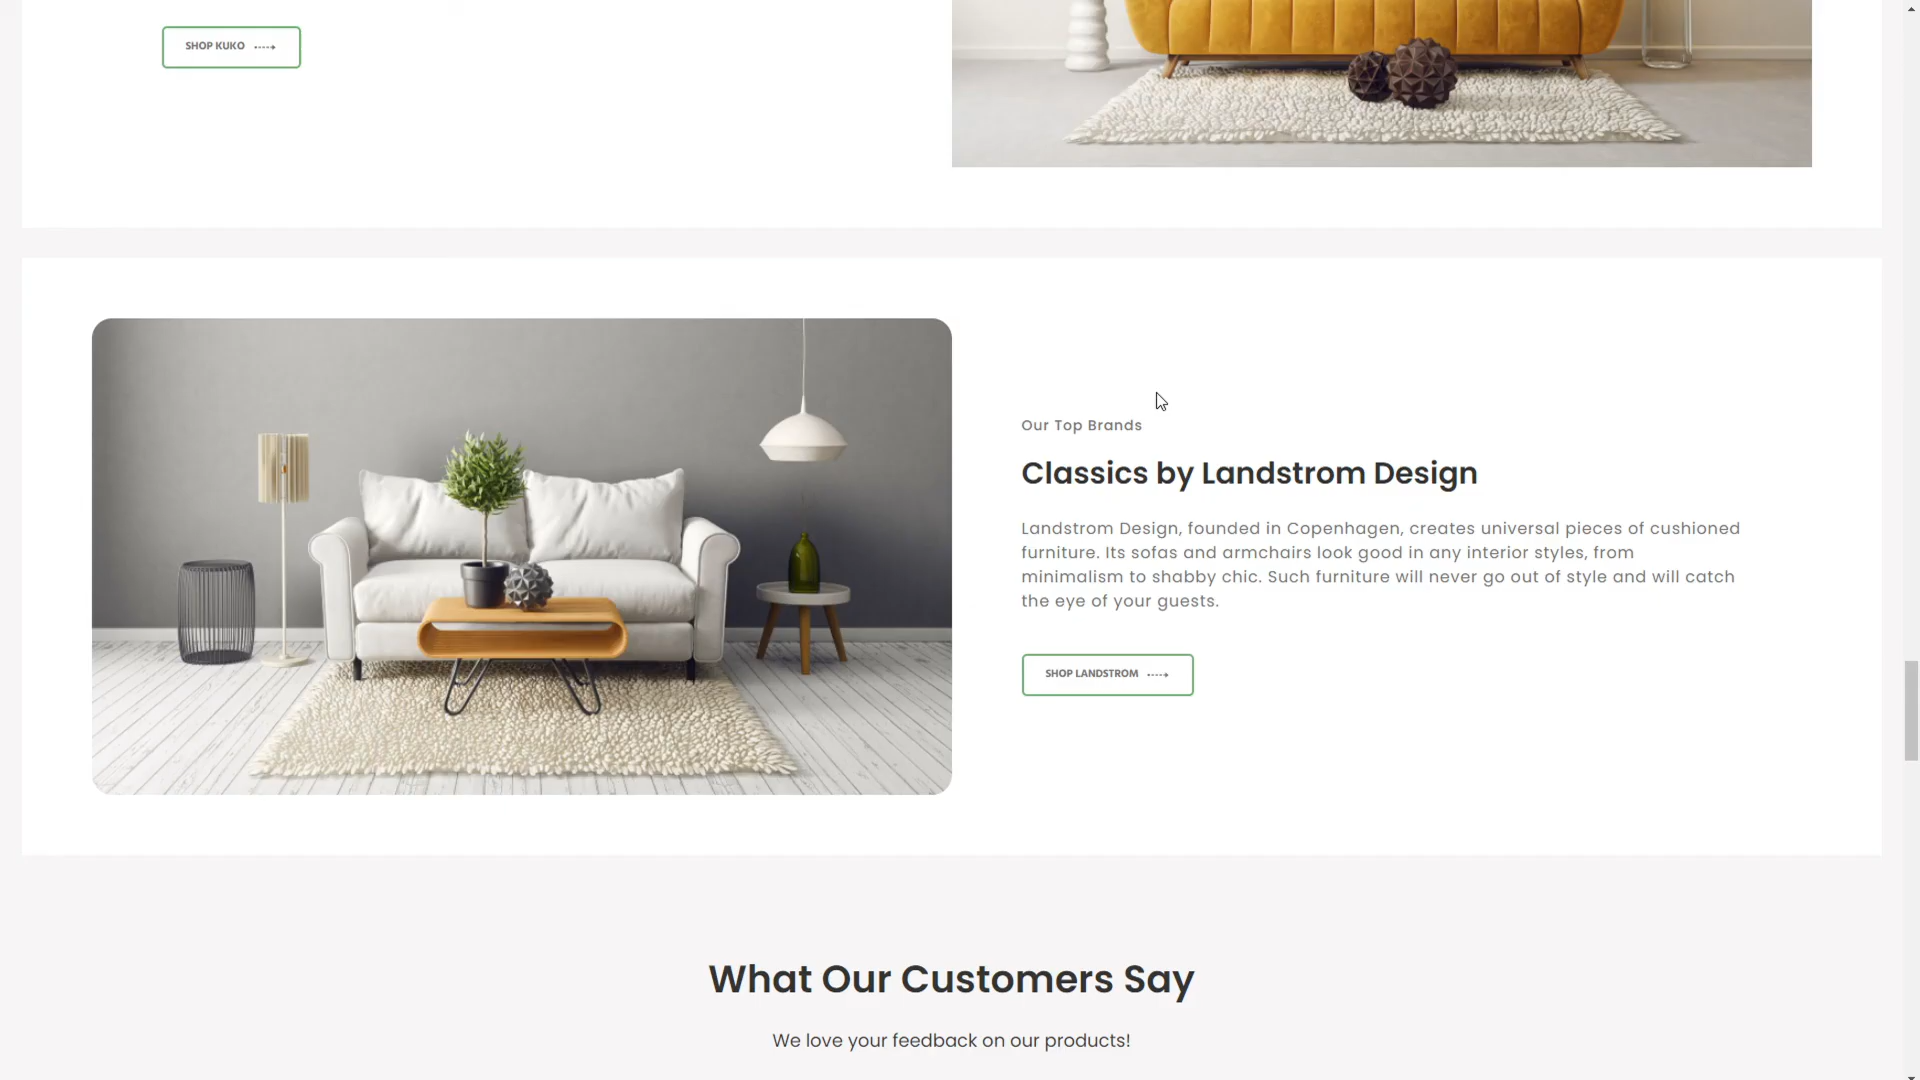 SHOP KUKO
Our Top Brands
Classics by Landstrom Design
Landstrom Design, founded in Copenhagen, creates universal pieces of cushioned
furniture. Its sofas and armchairs look good in any interior styles, from
minimalism to shabby chic. Such furniture will never go out of style and will catch
the eye of your guests.
SHOP LANDSTROM
What Our Customers Say
We love your feedback on our products!